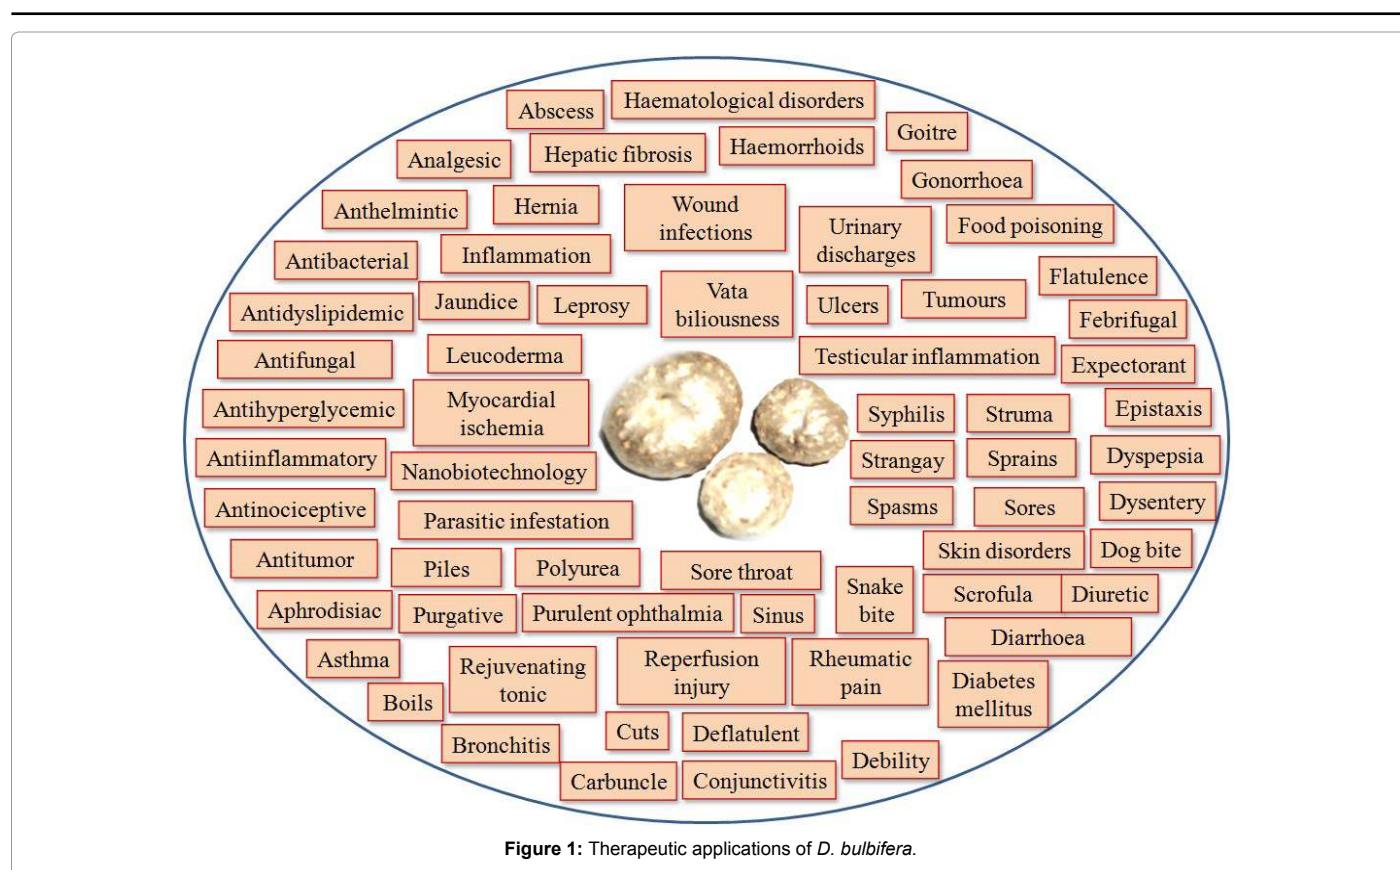 Abscess
Haematological disorders
Goitre
Analgesic
Hepatic fibrosis
Haemorrhoids
Gonorrhoea
Anthelmintic
Hernia
Wound
infections
Urinary
discharges
Food poisoning
Antibacterial
Inflammation
Flatulence
Antidyslipidemic
Jaundice
Leprosy
Vata
biliousness
Ulcers
Tumours
Febrifugal
Antifungal
Leucoderma
Testicular inflammation
Expectorant
Antihyperglycemic
Myocardial
ischemia
Syphilis
Struma
Epistaxis
Antiinflammatory
Nanobiotechnology
Strangay
Sprains
Dyspepsia
Antinociceptive
Parasitic infestation
Spasms
Sores
Dysentery
Antitumor
Piles
Polyurea
Sore throat
Skin disorders
Dog bite
Aphrodisiac
Purgative
Purulent ophthalmia
Sinus
Snake
bite
Scrofula
Diuretic
Diarrhoea
Asthma
Rejuvenating
tonic
Reperfusion
injury
Rheumatic
pain
Diabetes
mellitus
Boils
Bronchitis
Cuts
Deflatulent
Debility
Carbuncle
Conjunctivitis
Figure 1: Therapeutic applications of D. bulbifera.